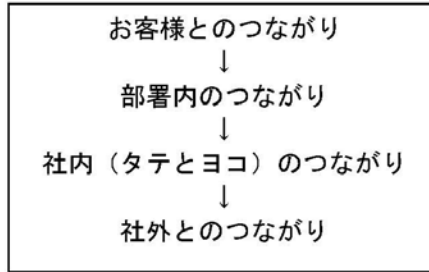 お客様とのつながり
↓
部署内のつながり
↓
社内（タテとヨコ）のつながり
↓
社外とのつながり